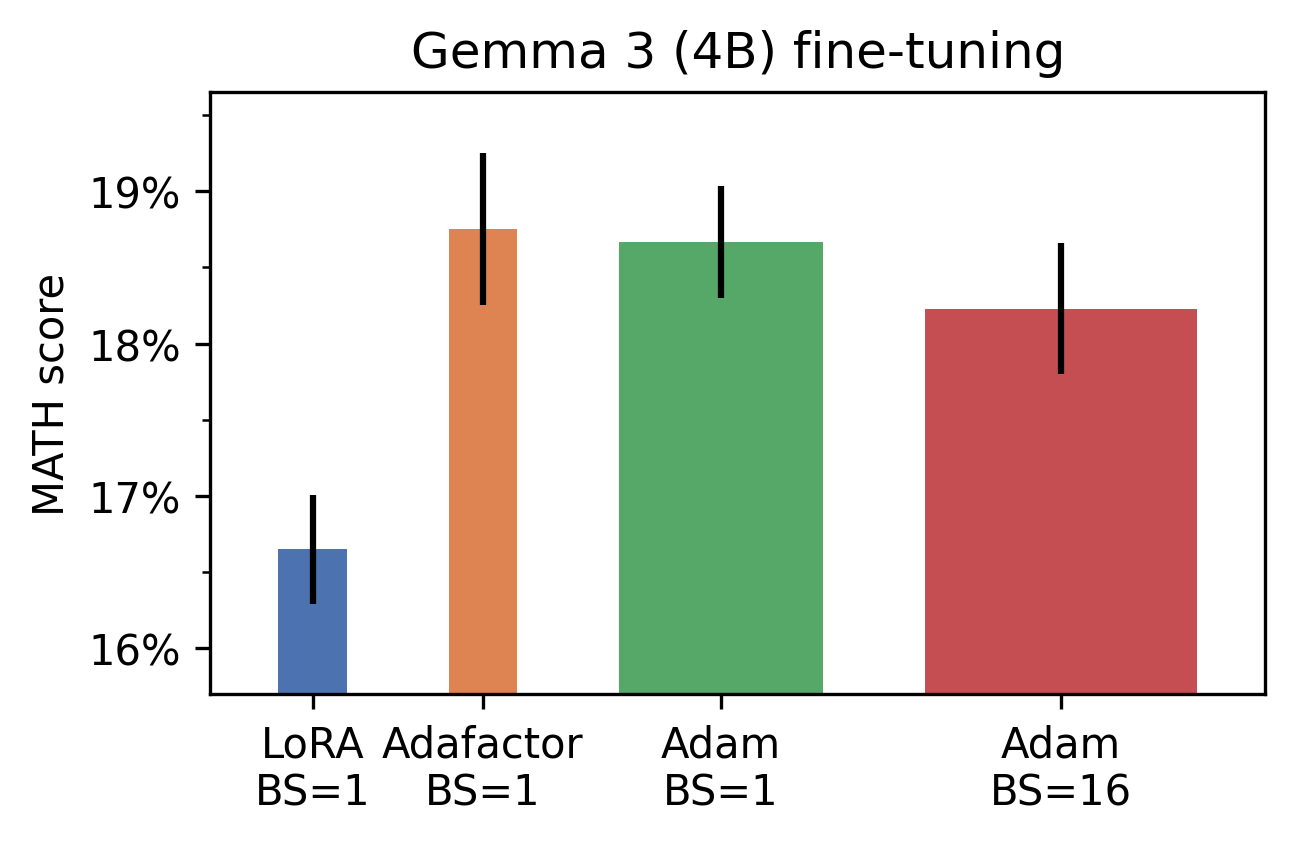 Gemma 3 (4B) fine-tuning
MATH score
19%
18%
17%
16%
LoRA
BS=1
Adafactor
BS=1
Adam
BS=1
Adam
BS=16